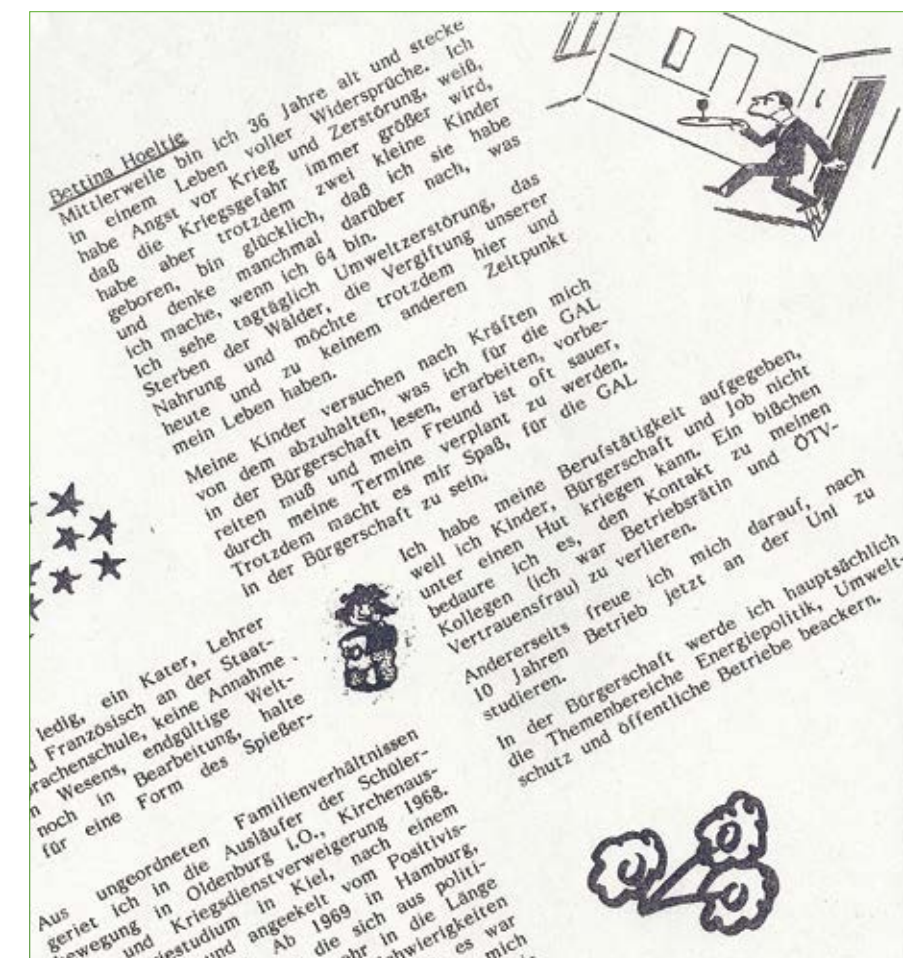 Bettina Hoeltje
Mittlerweile bin ich 36 Jahre alt und stecke
in einem Leben voller Widersprüche. Ich
habe Angst vor Krieg und Zerstörung, weiß,
daß die Kriegsgefahr immer größer wird,
habe aber trotzdem zwei kleine Kinder
geboren, bin glücklich, daß ich sie habe
und denke manchmal darüber nach, was
ich mache, wenn ich 64 bin.
Ich sehe tagtäglich Umweltzerstörung, das
Sterben der Wälder, die Vergiftung unserer
Nahrung und möchte trotzdem hier und
heute und zu keinem anderen Zeitpunkt
mein Leben haben.
Meine Kinder versuchen nach Kräften mich
von dem abzuhalten, was ich für die GAL
in der Bürgerschaft lesen, erarbeiten, vorbe-
reiten muß und mein Freund ist oft sauer,
durch meine Termine verplant zu werden.
Trotzdem macht es mir Spaß, für die GAL
in der Bürgerschaft zu sein.
Ich habe meine Berufstätigkeit aufgegeben,
weil ich Kinder, Bürgerschaft und Job nicht
unter einen Hut kriegen kann. Ein bißchen
bedaure ich es, den Kontakt zu meinen
Kollegen (ich war Betriebsrätin und ÖTV-
Vertrauensfrau) zu verlieren.
Andererseits freue ich mich darauf, nach
10 Jahren Betrieb jetzt an der Uni zu
studieren.
In der Bürgerschaft werde ich hauptsächlich
die Themenbereiche Energiepolitik, Umwelt-
schutz und öffentliche Betriebe beackern.
ledig, ein Kater, Lehrer
Französisch an der Staat-
rachenschule, keine Annahme
Wesens, endgültige Welt-
noch in Bearbeitung, halte
für eine Form des Spießer-
Aus ungeordneten Familienverhältnissen
geriet ich in die Ausläufer der Schüler-
bewegung in Oldenburg i.O., Kirchenaus-
und Kriegsdienstverweigerung 1968.
iestudium in Kiel, nach einem
und angeekelt vom Positivis-
Ab 1969 in Hamburg,
die sich aus politi-
hr in die Länge
chwierigkeiten
es war
mich